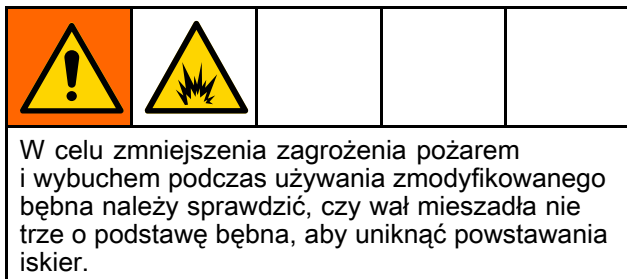 W celu zmniejszenia zagrożenia pożarem
i wybuchem podczas używania zmodyfikowanego
bębna należy sprawdzić, czy wał mieszadła nie
trze o podstawę bębna, aby uniknąć powstawania
iskier.